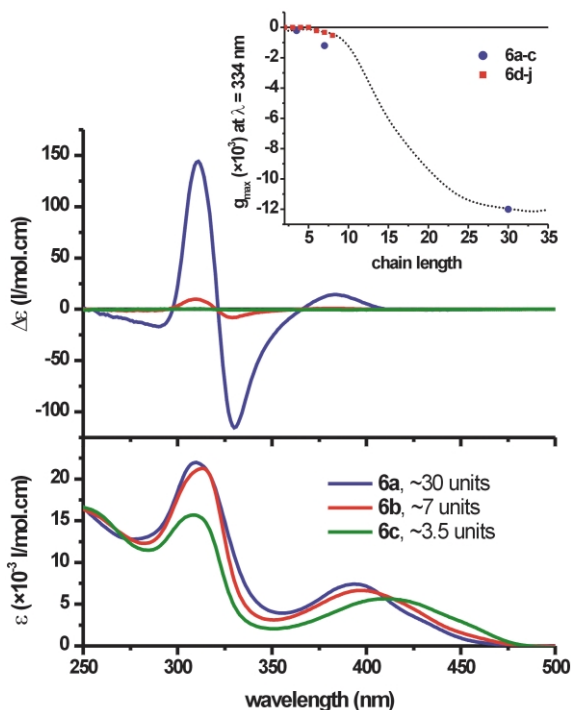 0
-2
-4
-6
-8
-10
-12
g_max (×10³) at λ = 334 nm
6a-c
6d-j
5 10 15 20 25 30 35
chain length
150
100
50
0
-50
-100
Δε (l/mol.cm)
20
15
10
5
0
ε (×10⁻³ l/mol.cm)
6a, ~30 units
6b, ~7 units
6c, ~3.5 units
250 300 350 400 450 500
wavelength (nm)